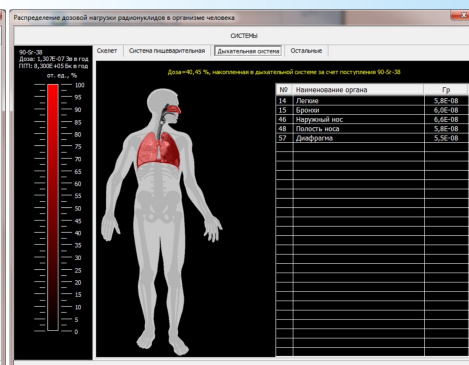 Распределение дозовой нагрузки радионуклидов в организме человека
СИСТЕМЫ
Скелет Система пищеварительная Дыхательная система Остальные
90-Sr-38
Доза: 1,307E-07 Зв в год
ПГП: 8,300E+05 Бк в год
от. ед., %
100
95
90
85
80
75
70
65
60
55
50
45
40
35
30
25
20
15
10
5
0
Доза=40,45 %, накопленная в дыхательной системе за счет поступления 90-Sr-38
№ Наименование органа Гр
14 Легкие 5,8E-08
15 Бронхи 6,0E-08
46 Наружный нос 6,6E-08
48 Полость носа 5,8E-08
57 Диафрагма 5,5E-08